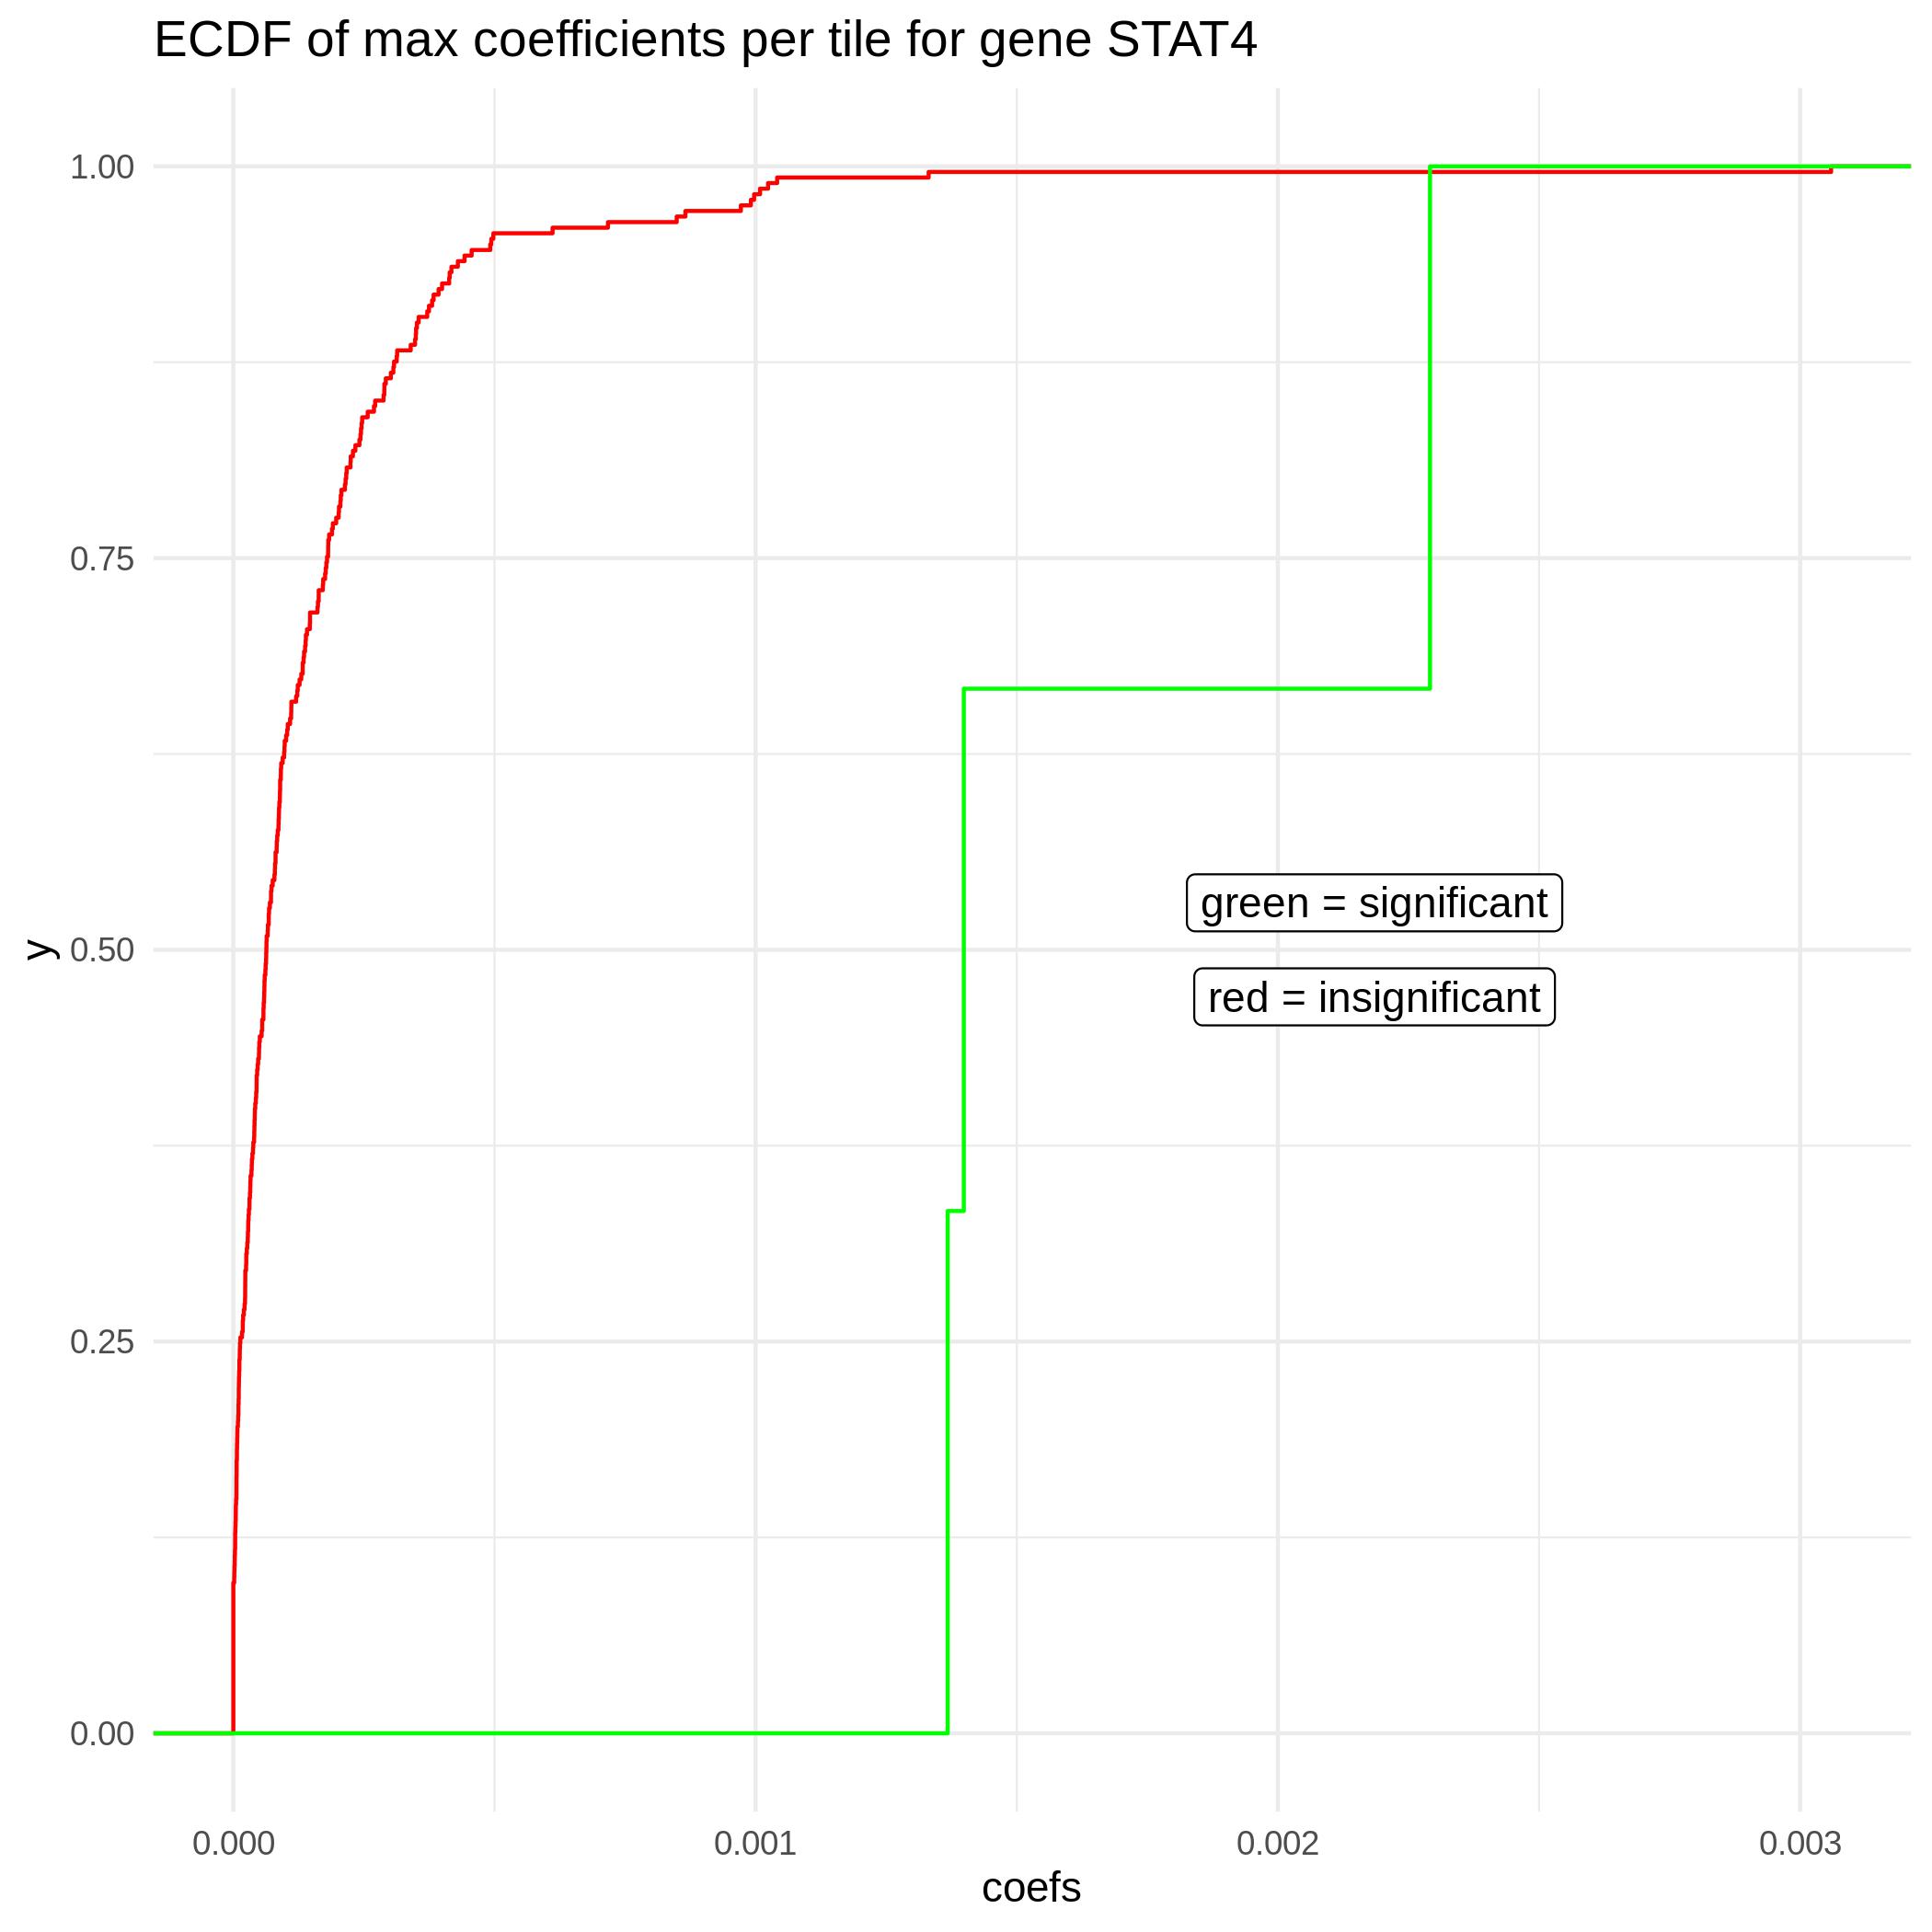 ECDF of max coefficients per tile for gene STAT4
1.00
0.75
0.50
0.25
0.00
y
green = significant
red = insignificant
0.000 0.001 0.002 0.003
coefs